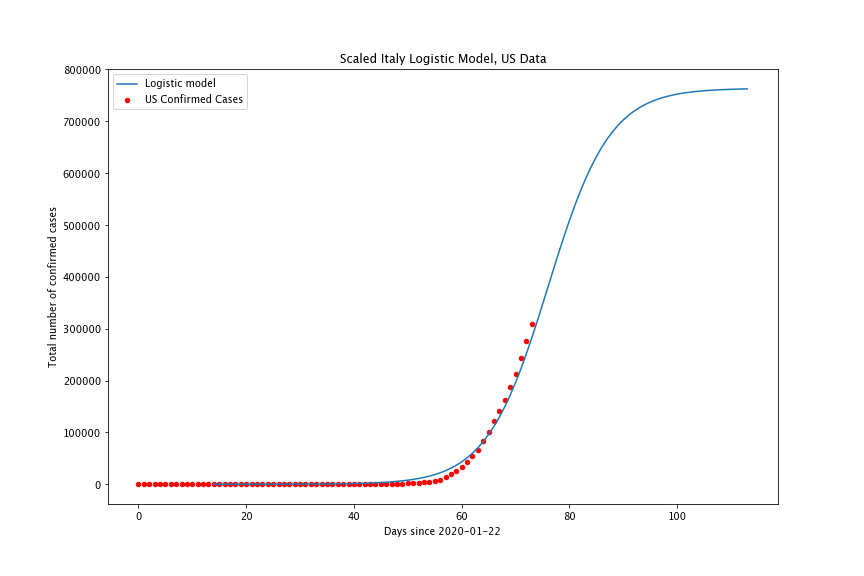 Scaled Italy Logistic Model, US Data
Logistic model
US Confirmed Cases
Total number of confirmed cases
800000
700000
600000
500000
400000
300000
200000
100000
0
0 20 40 60 80 100
Days since 2020-01-22